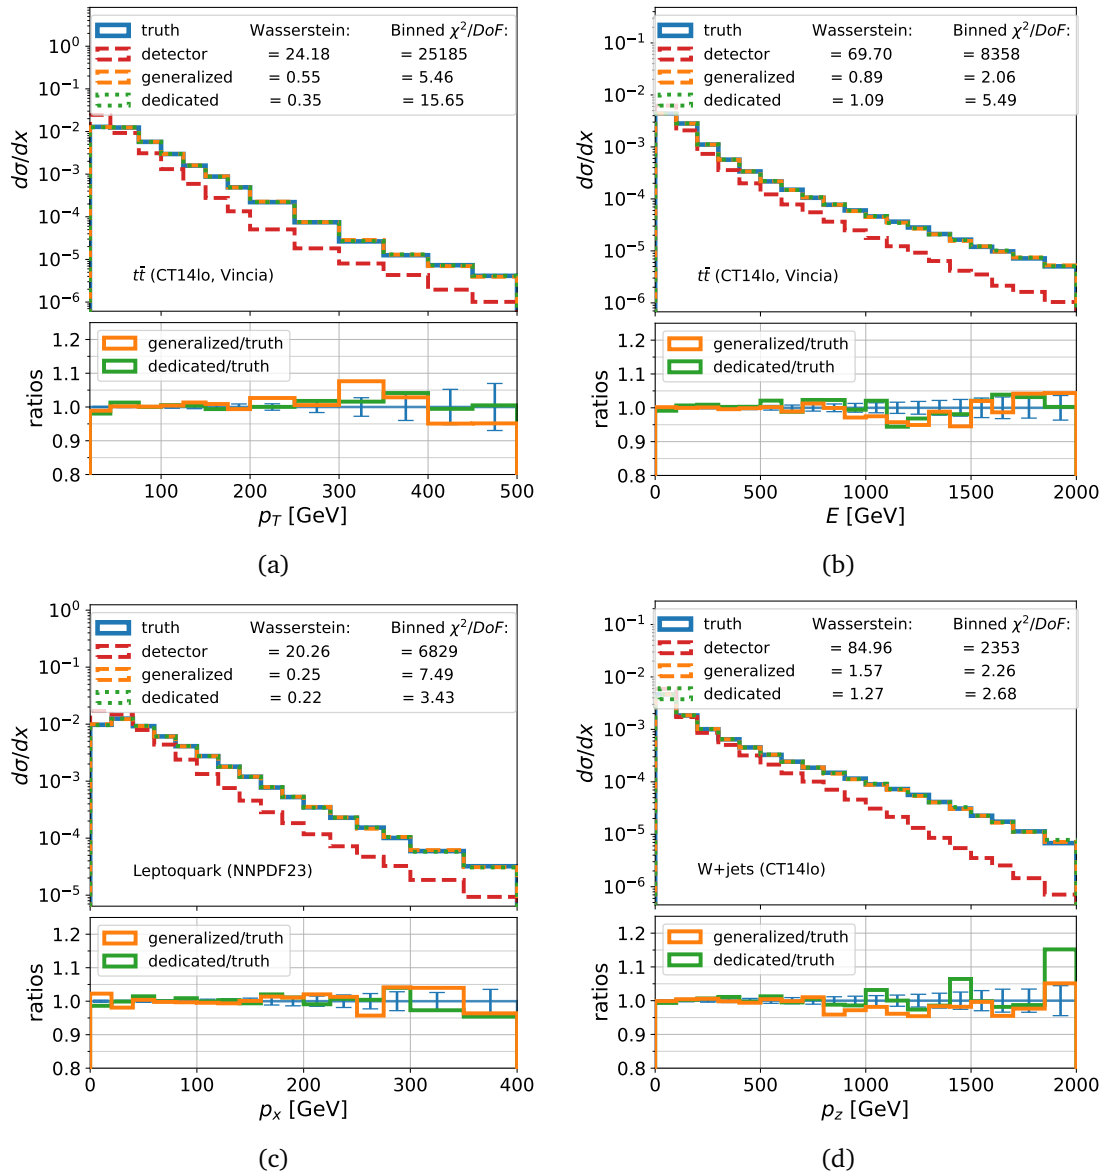 truth Wasserstein: Binned χ²/DoF:
detector = 24.18 = 25185
generalized = 0.55 = 5.46
dedicated = 0.35 = 15.65
10⁰
10⁻¹
10⁻²
10⁻³
10⁻⁴
10⁻⁵
10⁻⁶
dσ/dx
tt̄ (CT14lo, Vincia)
generalized/truth
dedicated/truth
1.2
1.1
1.0
0.9
0.8
ratios
100 200 300 400 500
p_T [GeV]
(a)
truth Wasserstein: Binned χ²/DoF:
detector = 69.70 = 8358
generalized = 0.89 = 2.06
dedicated = 1.09 = 5.49
10⁻¹
10⁻²
10⁻³
10⁻⁴
10⁻⁵
10⁻⁶
dσ/dx
tt̄ (CT14lo, Vincia)
generalized/truth
dedicated/truth
1.2
1.1
1.0
0.9
0.8
ratios
0 500 1000 1500 2000
E [GeV]
(b)
truth Wasserstein: Binned χ²/DoF:
detector = 20.26 = 6829
generalized = 0.25 = 7.49
dedicated = 0.22 = 3.43
10⁰
10⁻¹
10⁻²
10⁻³
10⁻⁴
10⁻⁵
dσ/dx
Leptoquark (NNPDF23)
generalized/truth
dedicated/truth
1.2
1.1
1.0
0.9
0.8
ratios
0 100 200 300 400
p_x [GeV]
(c)
truth Wasserstein: Binned χ²/DoF:
detector = 84.96 = 2353
generalized = 1.57 = 2.26
dedicated = 1.27 = 2.68
10⁻¹
10⁻²
10⁻³
10⁻⁴
10⁻⁵
10⁻⁶
dσ/dx
W+jets (CT14lo)
generalized/truth
dedicated/truth
1.2
1.1
1.0
0.9
0.8
ratios
0 500 1000 1500 2000
p_z [GeV]
(d)